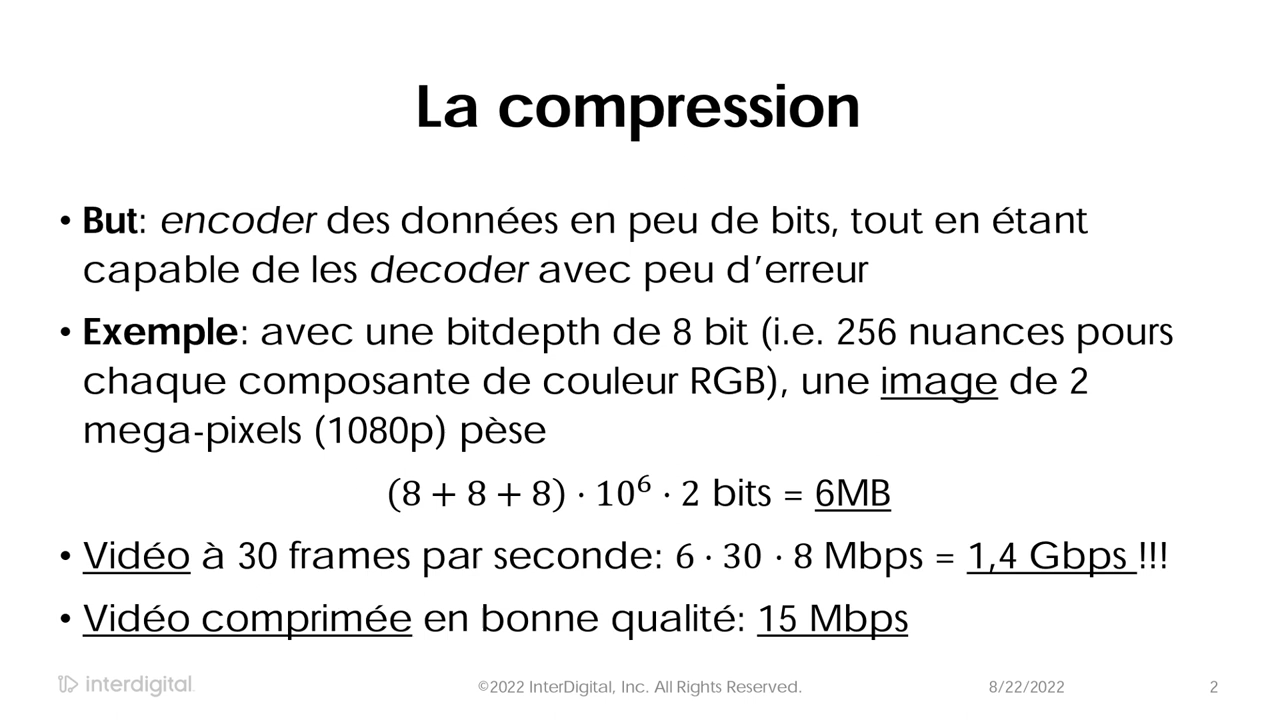 La compression
• But: encoder des données en peu de bits, tout en étant
capable de les decoder avec peu d’erreur
• Exemple: avec une bitdepth de 8 bit (i.e. 256 nuances pours
chaque composante de couleur RGB), une image de 2
mega-pixels (1080p) pèse
(8 + 8 + 8) · 10⁶ · 2 bits = 6MB
• Vidéo à 30 frames par seconde: 6 · 30 · 8 Mbps = 1,4 Gbps !!!
• Vidéo comprimée en bonne qualité: 15 Mbps
interdigital
©2022 InterDigital, Inc. All Rights Reserved.
8/22/2022
2